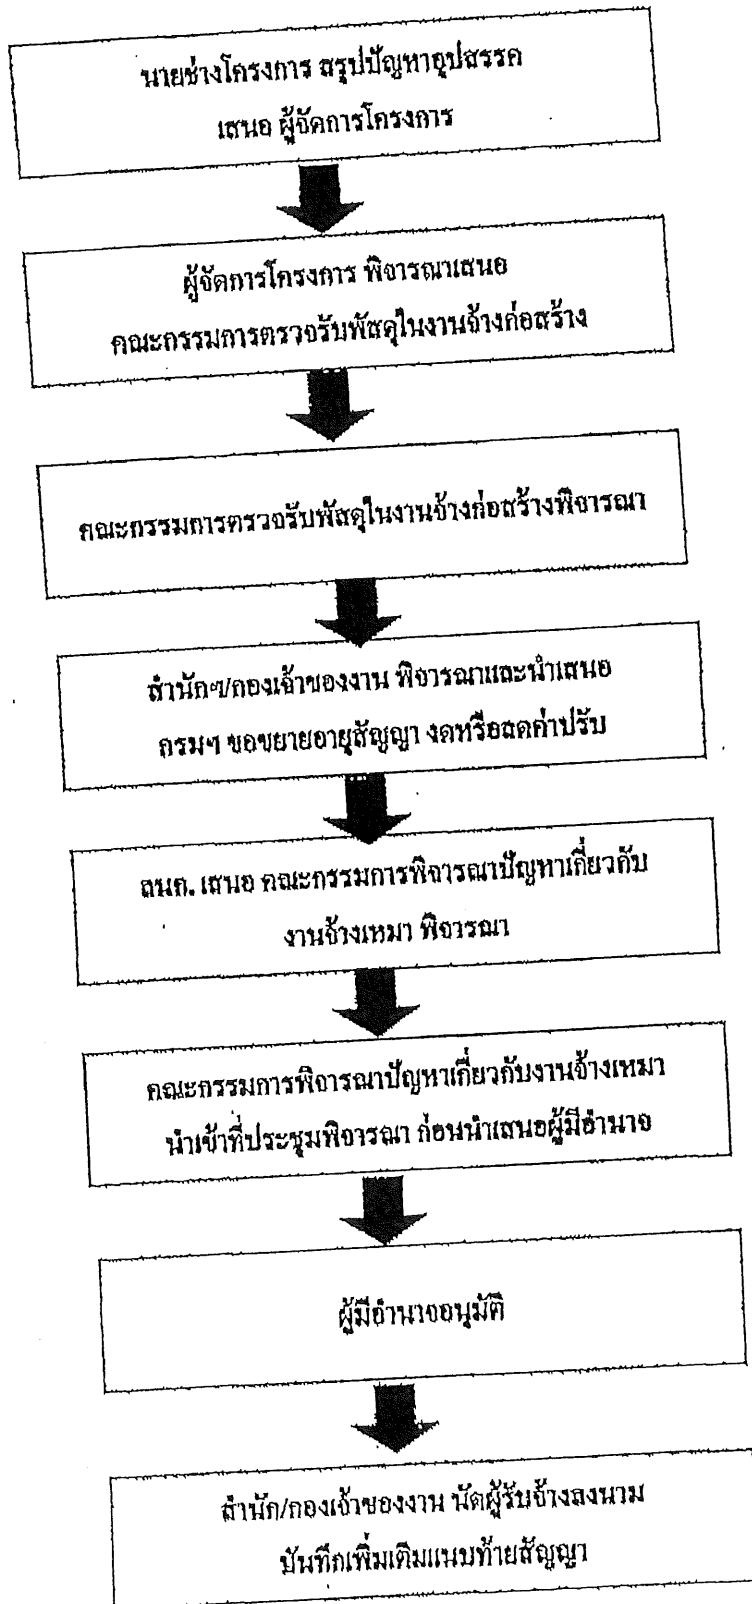 นายช่างโครงการ สรุปปัญหาอุปสรรค
เสนอ ผู้จัดการโครงการ
ผู้จัดการโครงการ พิจารณาเสนอ
คณะกรรมการตรวจรับพัสดุในงานจ้างก่อสร้าง
คณะกรรมการตรวจรับพัสดุในงานจ้างก่อสร้างพิจารณา
สำนักฯ/กองเจ้าของงาน พิจารณาและนำเสนอ
กรมฯ ขอขยายอายุสัญญา งดหรือลดค่าปรับ
สนก. เสนอ คณะกรรมการพิจารณาปัญหาเกี่ยวกับ
งานจ้างเหมา พิจารณา
คณะกรรมการพิจารณาปัญหาเกี่ยวกับงานจ้างเหมา
นำเข้าที่ประชุมพิจารณา ก่อนนำเสนอผู้มีอำนาจ
ผู้มีอำนาจอนุมัติ
สำนัก/กองเจ้าของงาน นัดผู้รับจ้างลงนาม
บันทึกเพิ่มเติมแนบท้ายสัญญา